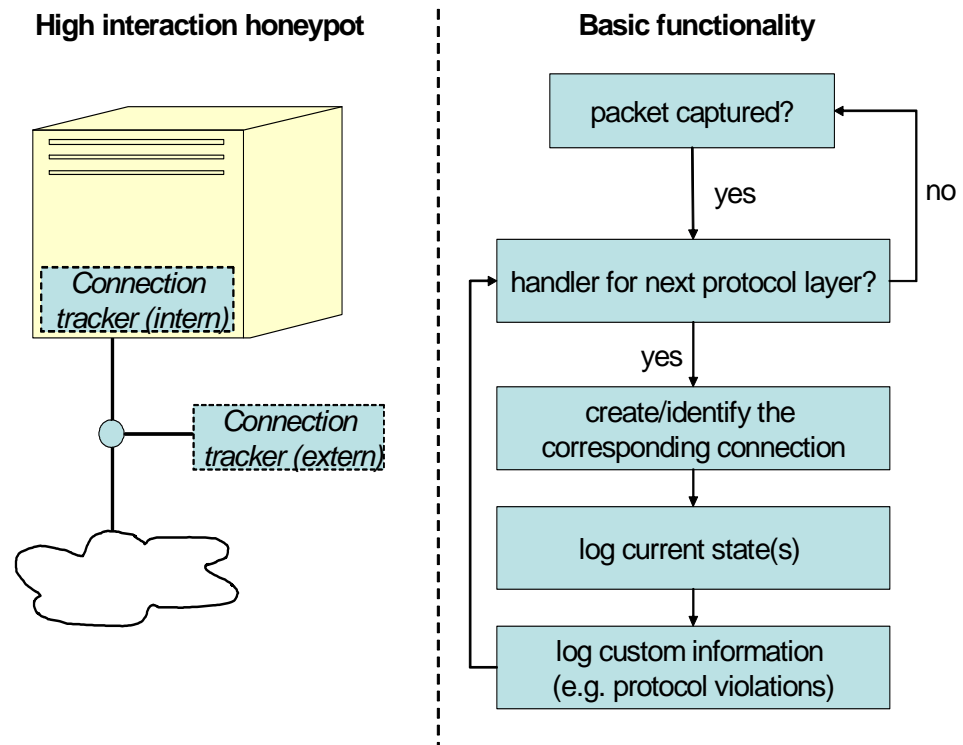 High interaction honeypot
Connection
tracker (intern)
Connection
tracker (extern)
Basic functionality
packet captured?
yes
no
handler for next protocol layer?
yes
create/identify the
corresponding connection
log current state(s)
log custom information
(e.g. protocol violations)